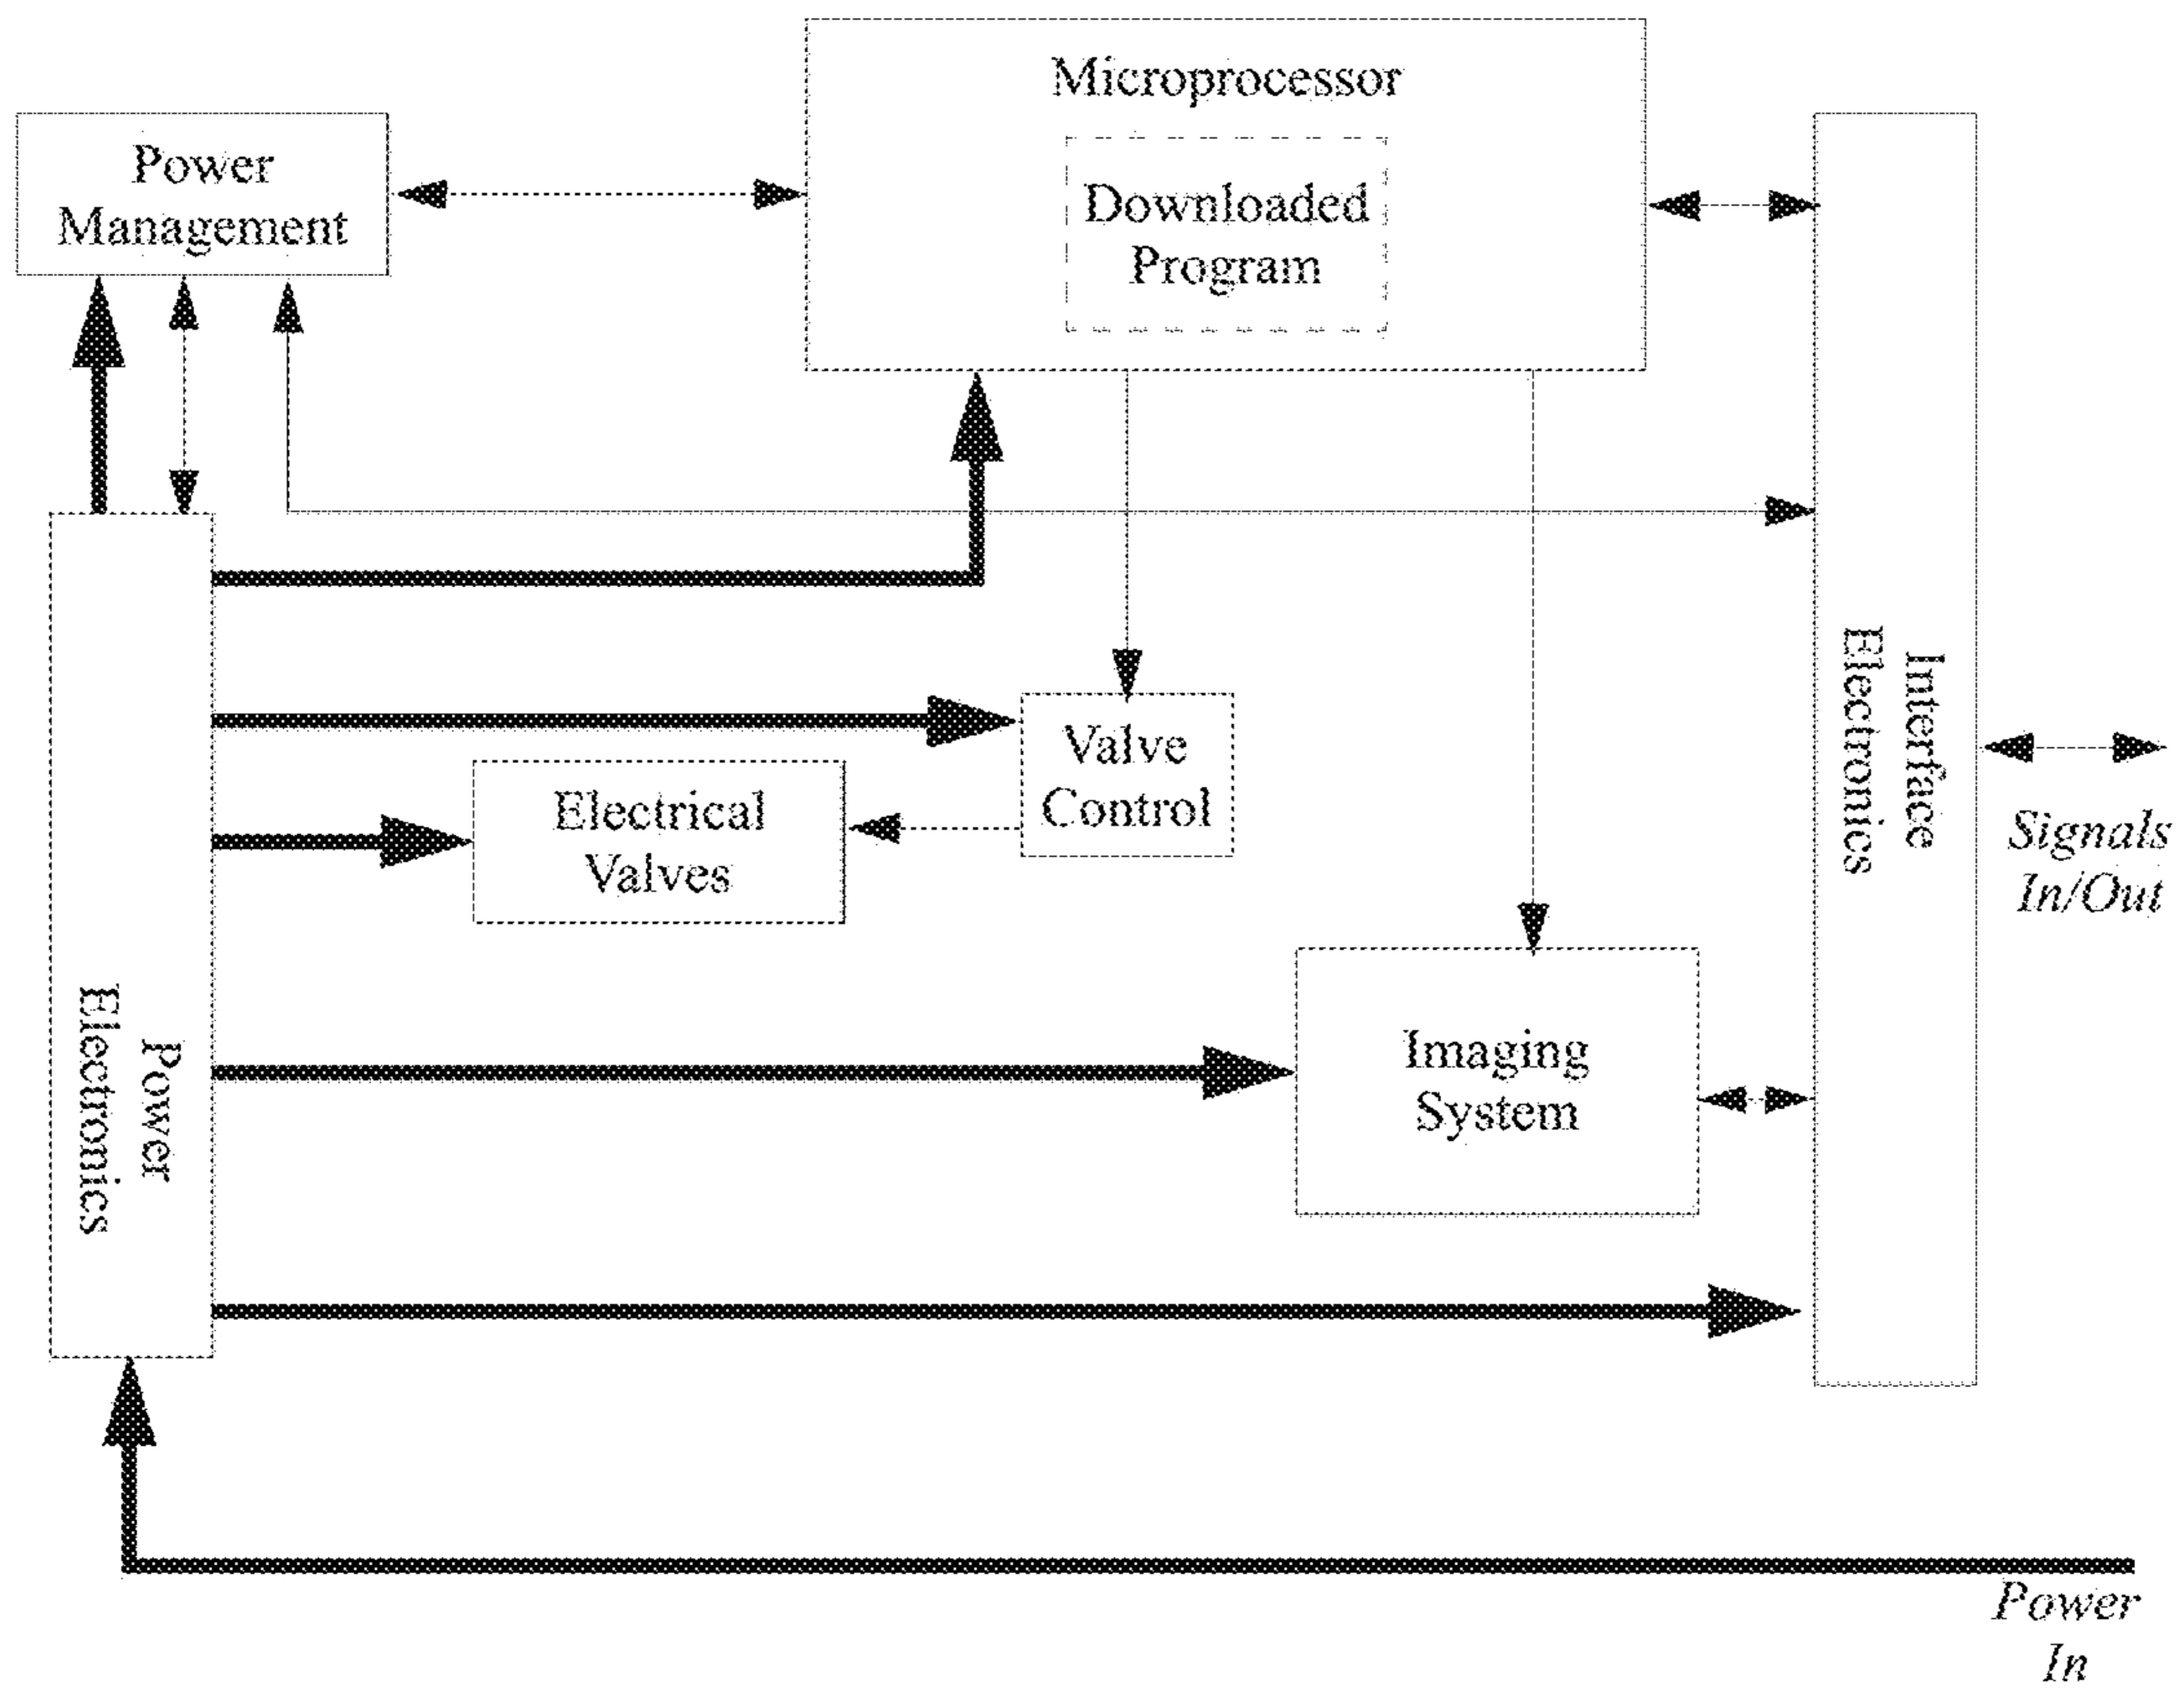 Microprocessor
Power
Management
Downloaded
Program
Interface
Electronics
Valve
Control
Electrical
Valves
Signals
In/Out
Power
Electronics
Imaging
System
Power
In